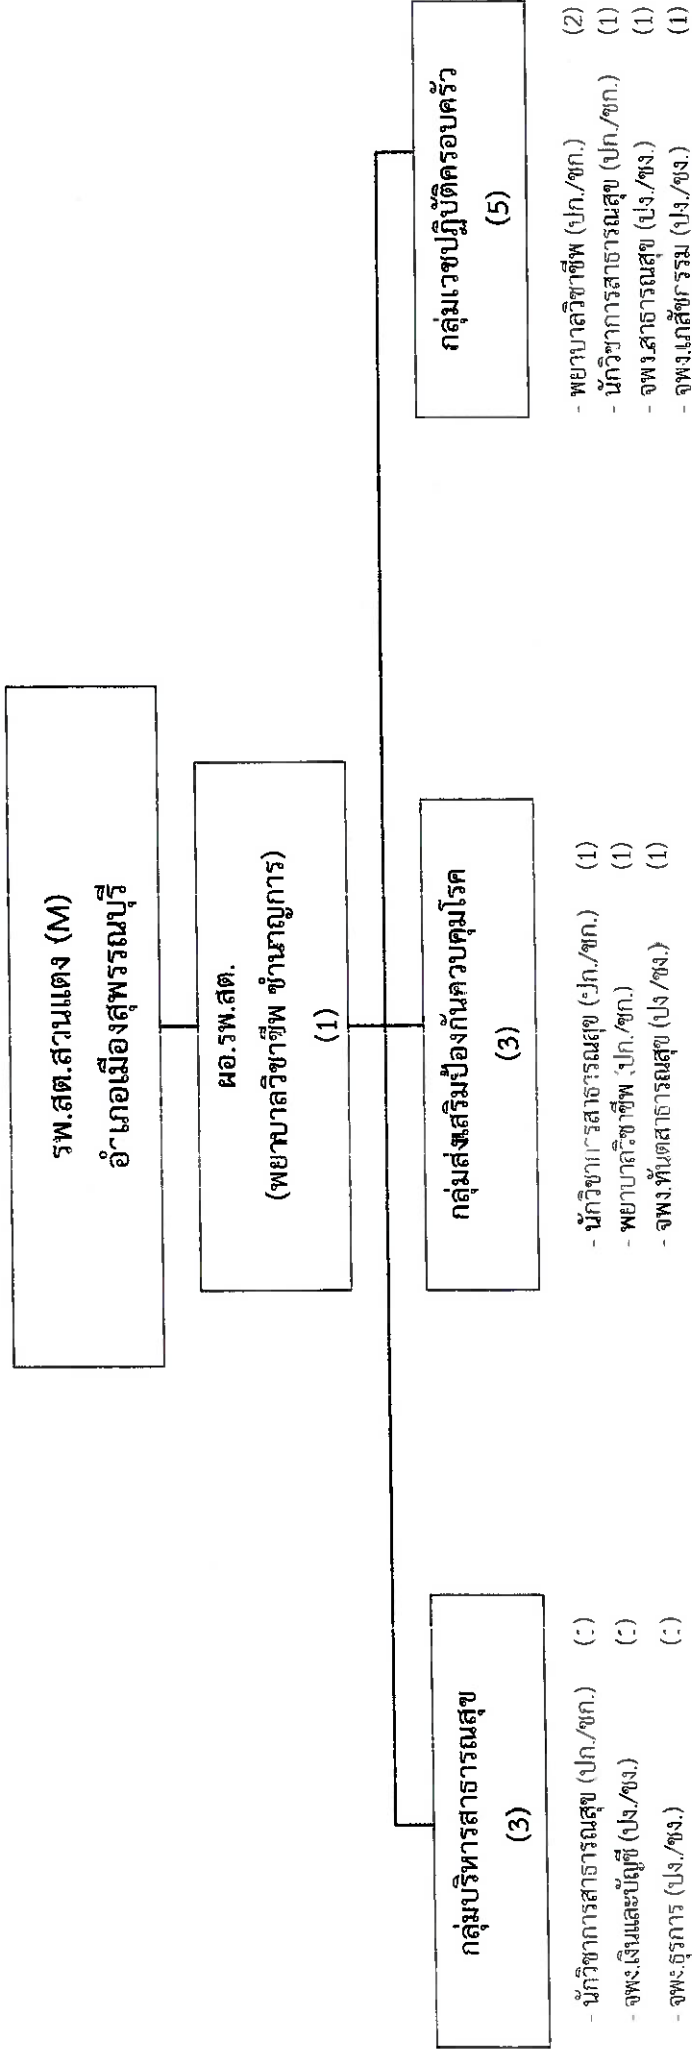 รพ.สต.สวนแตง (M)
อำเภอเมืองสุพรรณบุรี
ผอ.รพ.สต.
(พยาบาลวิชาชีพ ชำนาญการ)
(1)
กลุ่มบริหารสาธารณสุข
(3)
- นักวิชาการสาธารณสุข (ปก./ชก.)
- จพง.เงินและบัญชี (ปง./ชง.)
- จพง.ธุรการ (ปง./ชง.)
กลุ่มส่งเสริมป้องกันควบคุมโรค
(3)
- นักวิชาการสาธารณสุข (ปก./ชก.) (1)
- พยาบาลวิชาชีพ (ปก./ชก.) (1)
- จพง.ทันตสาธารณสุข (ปง./ชง.) (1)
กลุ่มเวชปฏิบัติครอบครัว
(5)
- พยาบาลวิชาชีพ (ปก./ชก.) (2)
- นักวิชาการสาธารณสุข (ปก./ชก.) (1)
- จพง.สาธารณสุข (ปง./ชง.) (1)
- จพง.เภสัชกรรม (ปง./ชง.) (1)